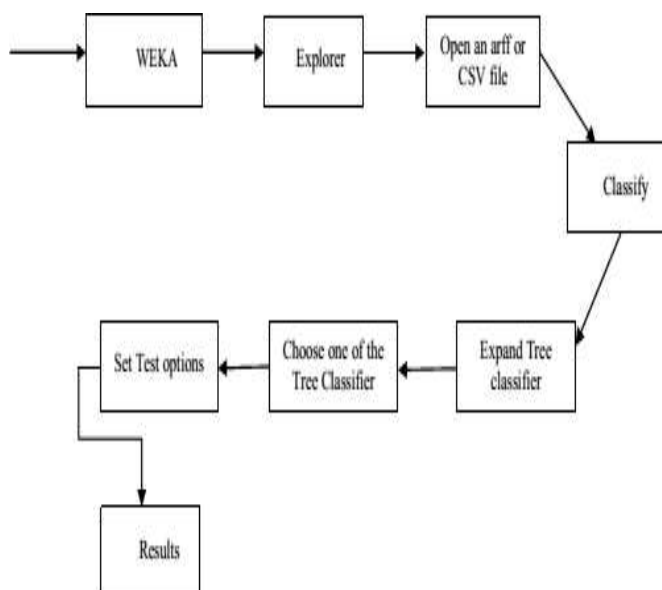 WEKA
Explorer
Open an arff or
CSV file
Classify
Expand Tree
classifier
Choose one of the
Tree Classifier
Set Test options
Results